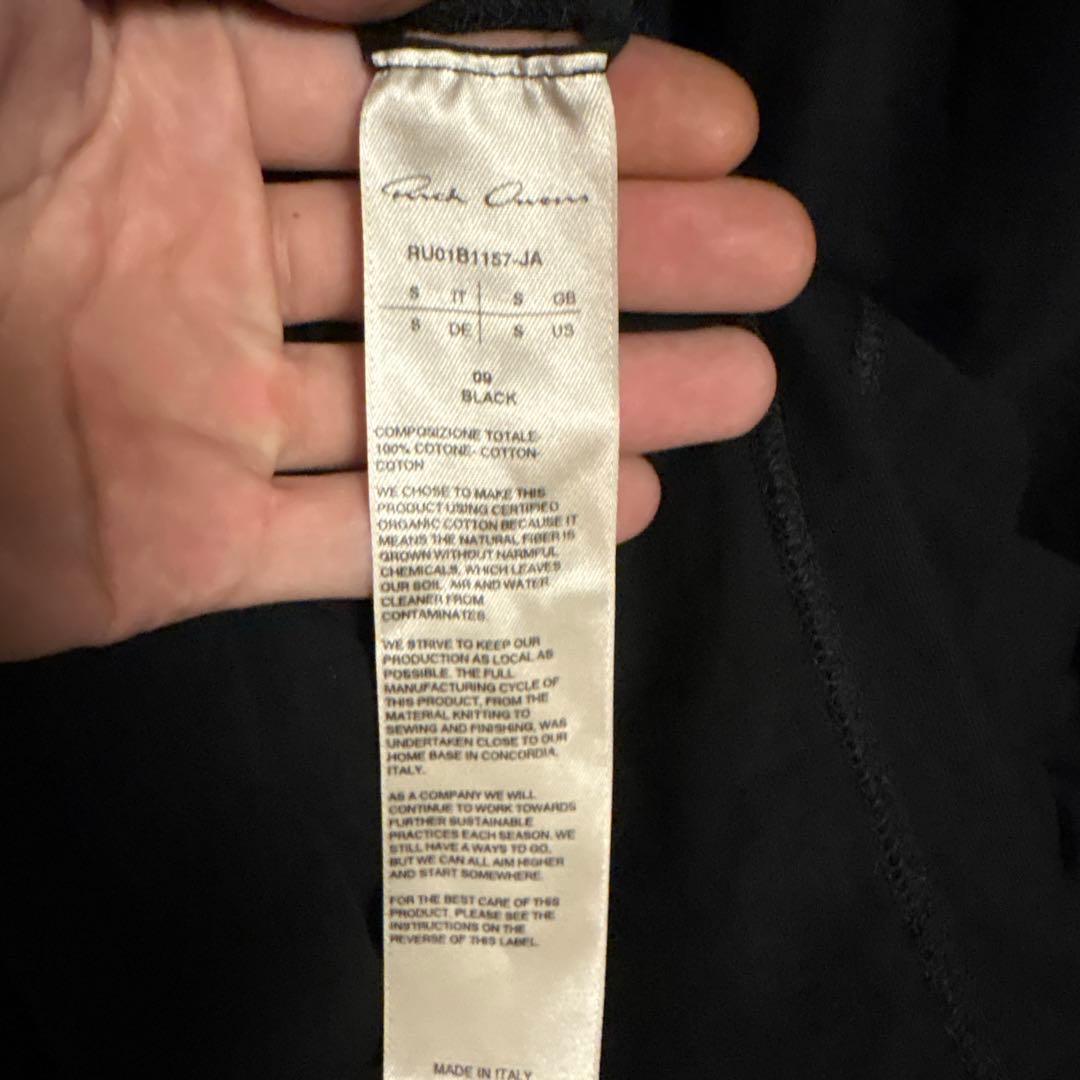 Rick Owens
RU01B1157-JA
S IT S GB
S DE S US
09
BLACK
COMPOSIZIONE TOTALE-
100% COTONE- COTTON-
COTON
WE CHOSE TO MAKE THIS
PRODUCT USING CERTIFIED
ORGANIC COTTON BECAUSE IT
MEANS THE NATURAL FIBER IS
GROWN WITHOUT HARMFUL
CHEMICALS, WHICH LEAVES
OUR SOIL, AIR AND WATER
CLEANER FROM
CONTAMINATES.
WE STRIVE TO KEEP OUR
PRODUCTION AS LOCAL AS
POSSIBLE. THE FULL
MANUFACTURING CYCLE OF
THIS PRODUCT, FROM THE
MATERIAL KNITTING TO
SEWING AND FINISHING, WAS
UNDERTAKEN CLOSE TO OUR
HOME BASE IN CONCORDIA,
ITALY.
AS A COMPANY WE WILL
CONTINUE TO WORK TOWARDS
FURTHER SUSTAINABLE
PRACTICES EACH SEASON. WE
STILL HAVE A WAYS TO GO,
BUT WE CAN ALL AIM HIGHER
AND START SOMEWHERE.
FOR THE BEST CARE OF THIS
PRODUCT, PLEASE SEE THE
INSTRUCTIONS ON THE
REVERSE OF THIS LABEL.
MADE IN ITALY